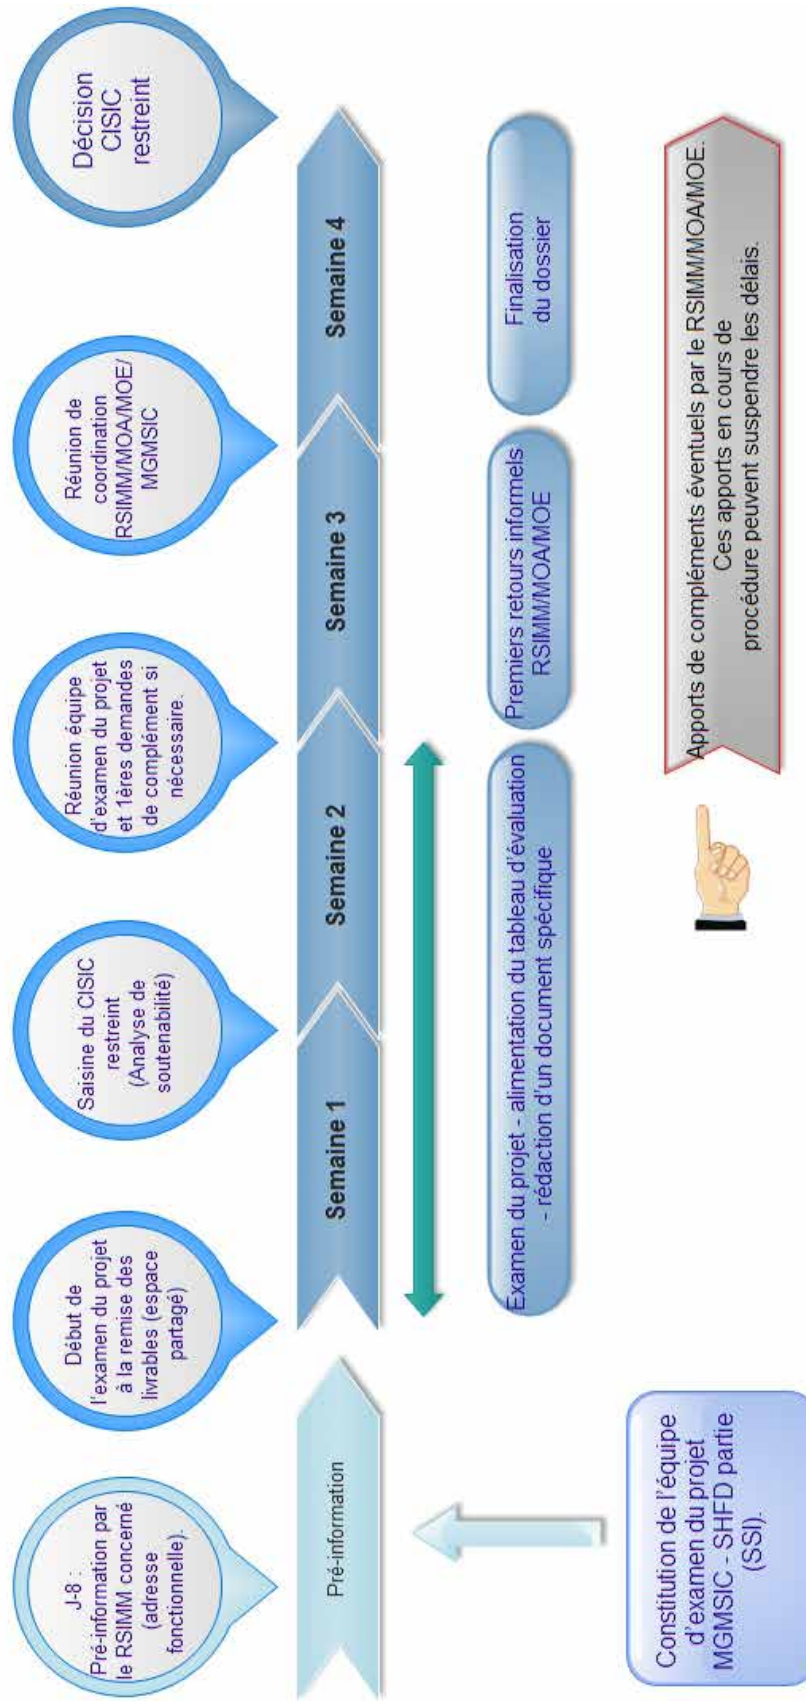 J-8 :
Pré-information par
le RSIMM concerné
(adresse
fonctionnelle).
Début de
l'examen du projet
à la remise des
livrables (espace
partagé)
Saisine du CISIC
restreint
(Analyse de
soutenabilité)
Réunion équipe
d'examen du projet
et 1ères demandes
de complément si
nécessaire.
Réunion de
coordination
RSIMM/MOA/MOE/
MGMSIC
Décision
CISIC
restreint
Pré-information
Semaine 1
Semaine 2
Semaine 3
Semaine 4
Examen du projet - alimentation du tableau d'évaluation
- rédaction d'un document spécifique
Premiers retours informels
RSIMM/MOA/MOE
Finalisation
du dossier
Constitution de l'équipe
d'examen du projet
MGMSIC - SHFD partie
(SSI).
Apports de compléments éventuels par le RSIMM/MOA/MOE.
Ces apports en cours de
procédure peuvent suspendre les délais.